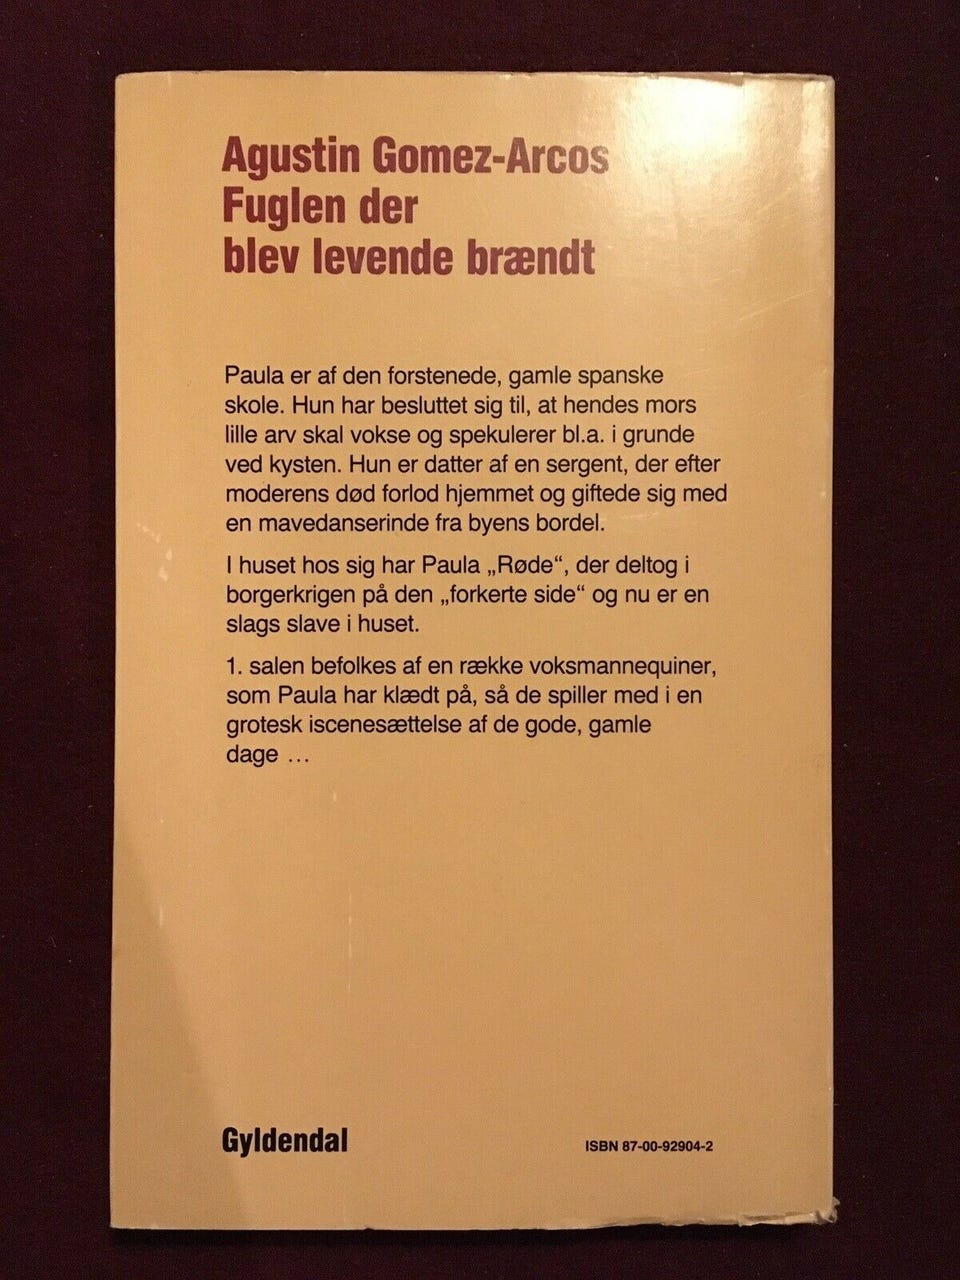 Agustin Gomez-Arcos
Fuglen der
blev levende brændt
Paula er af den forstenede, gamle spanske
skole. Hun har besluttet sig til, at hendes mors
lille arv skal vokse og spekulerer bl.a. i grunde
ved kysten. Hun er datter af en sergent, der efter
moderens død forlod hjemmet og giftede sig med
en mavedanserinde fra byens bordel.
I huset hos sig har Paula „Røde“, der deltog i
borgerkrigen på den „forkerte side“ og nu er en
slags slave i huset.
1. salen befolkes af en række voksmannequiner,
som Paula har klædt på, så de spiller med i en
grotesk iscenesættelse af de gode, gamle
dage ...
Gyldendal
ISBN 87-00-92904-2